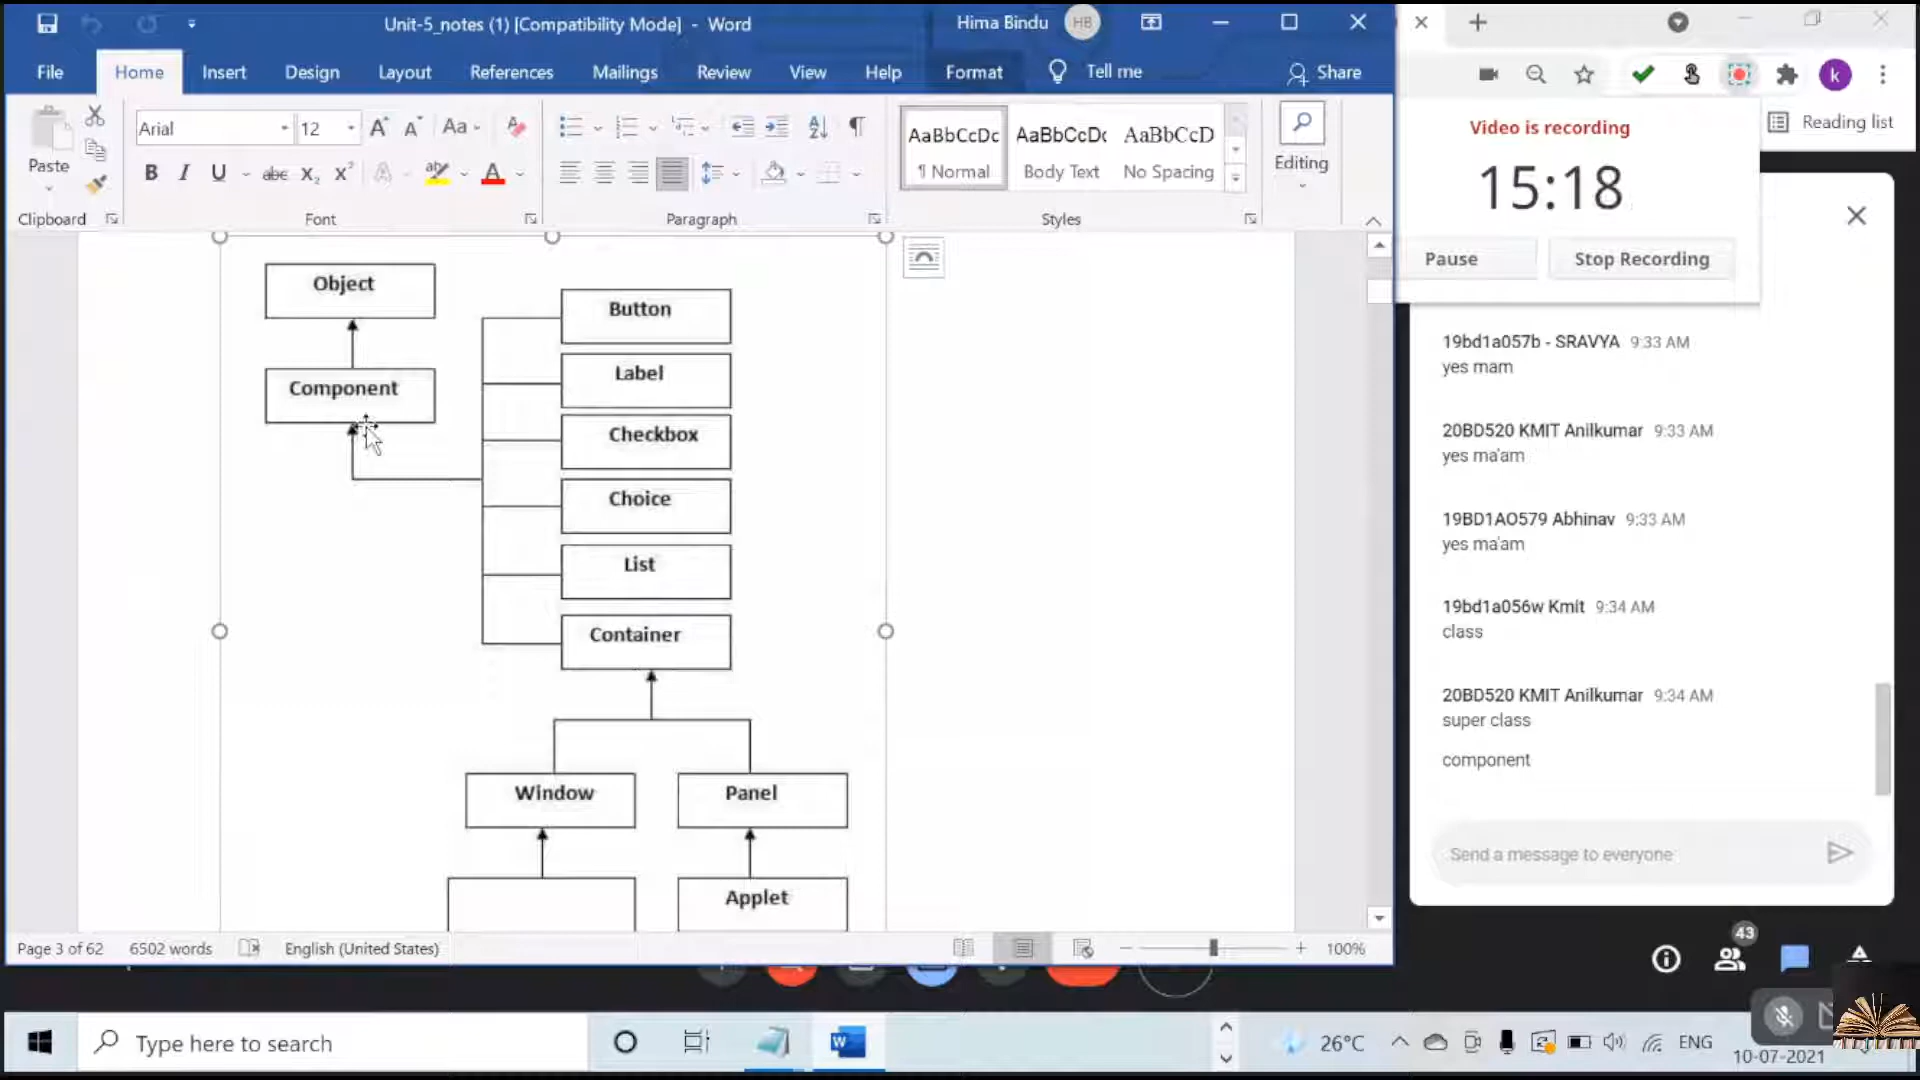 Unit-5_notes (1) [Compatibility Mode] - Word
Hima Bindu
HB
File
Home
Insert
Design
Layout
References
Mailings
Review
View
Help
Format
Tell me
Share
Paste
Clipboard
Arial
12
Aa
B I U abc X₂ X²
Font
Paragraph
AaBbCcDc
¶ Normal
AaBbCcDc
Body Text
AaBbCcD
No Spacing
Styles
Editing
Object
Component
Button
Label
Checkbox
Choice
List
Container
Window
Panel
Applet
Page 3 of 62
6502 words
English (United States)
100%
k
Reading list
Video is recording
15:18
Pause
Stop Recording
19bd1a057b - SRAVYA 9:33 AM
yes mam
20BD520 KMIT Anilkumar 9:33 AM
yes ma'am
19BD1AO579 Abhinav 9:33 AM
yes ma'am
19bd1a056w Kmit 9:34 AM
class
20BD520 KMIT Anilkumar 9:34 AM
super class
component
Send a message to everyone
43
Type here to search
26°C
ENG
10-07-2021